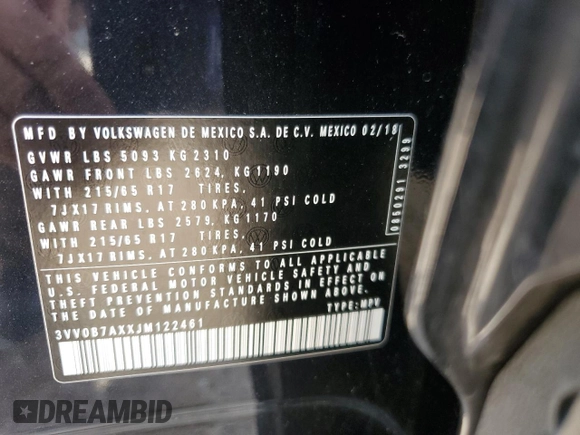 MFD BY VOLKSWAGEN DE MEXICO S.A. DE C.V. MEXICO 02/18
GVWR LBS 5093 KG 2310
GAWR FRONT LBS 2624, KG 1190
WITH 215/65 R17 TIRES,
7JX17 RIMS, AT 280 KPA, 41 PSI COLD
GAWR REAR LBS 2579, KG 1170
WITH 215/65 R17 TIRES,
7JX17 RIMS, AT 280 KPA, 41 PSI COLD
THIS VEHICLE CONFORMS TO ALL APPLICABLE
U.S. FEDERAL MOTOR VEHICLE SAFETY AND
THEFT PREVENTION STANDARDS IN EFFECT ON
THE DATE OF MANUFACTURE SHOWN ABOVE.
3VV0B7AXXJM122461 TYPE: MPV
0850291 3299
DREAMBID